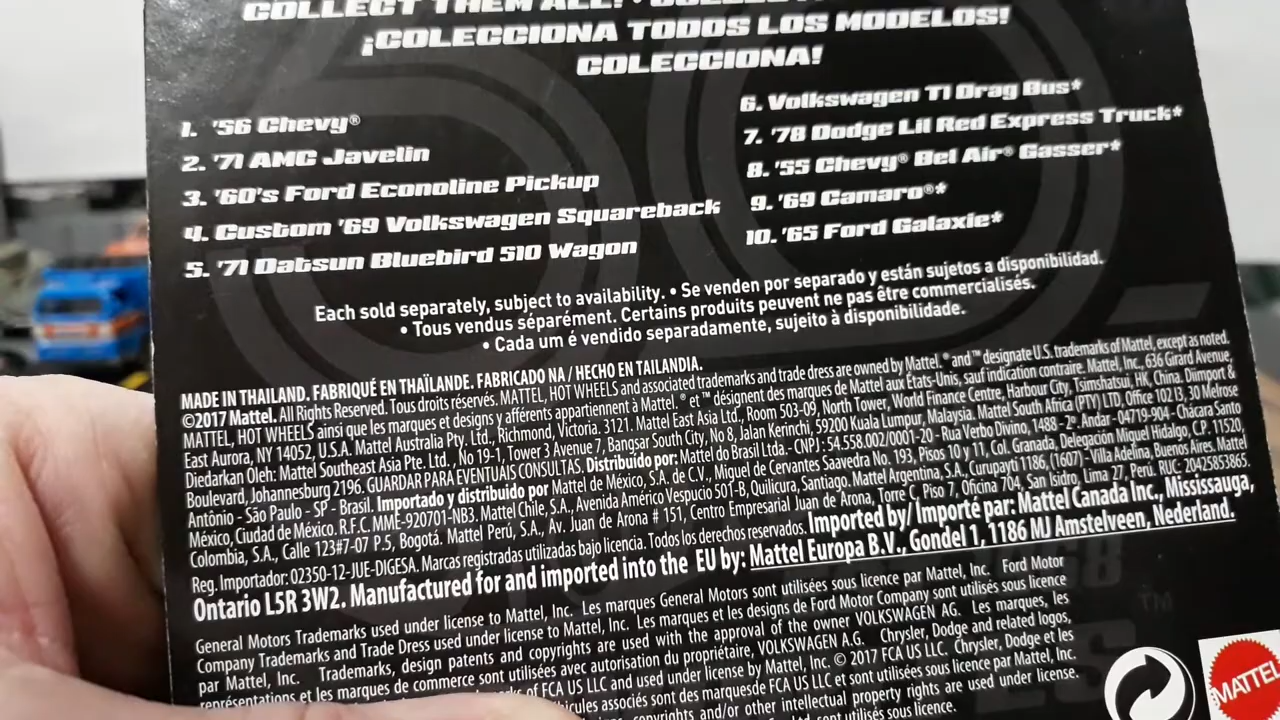 COLLECT THEM ALL! •
¡COLECCIONA TODOS LOS MODELOS!
COLECCIONA!
1. '56 Chevy®
2. '71 AMC Javelin
3. '60's Ford Econoline Pickup
4. Custom '69 Volkswagen Squareback
5. '71 Datsun Bluebird 510 Wagon
6. Volkswagen T1 Drag Bus*
7. '78 Dodge Lil Red Express Truck*
8. '55 Chevy® Bel Air® Gasser*
9. '69 Camaro®*
10. '65 Ford Galaxie*
Each sold separately, subject to availability. • Se venden por separado y están sujetos a disponibilidad.
• Tous vendus séparément. Certains produits peuvent ne pas être commercialisés.
• Cada um é vendido separadamente, sujeito à disponibilidade.
MADE IN THAILAND. FABRIQUÉ EN THAÏLANDE. FABRICADO NA / HECHO EN TAILANDIA.
©2017 Mattel. All Rights Reserved. Tous droits réservés. MATTEL, HOT WHEELS and associated trademarks and trade dress are owned by Mattel. ® and ™ designate U.S. trademarks of Mattel, except as noted.
MATTEL, HOT WHEELS ainsi que les marques et designs y afférents appartiennent à Mattel. ® et ™ désignent des marques de Mattel aux États-Unis, sauf indication contraire. Mattel, Inc., 636 Girard Avenue,
East Aurora, NY 14052, U.S.A. Mattel Australia Pty. Ltd., Richmond, Victoria. 3121. Mattel East Asia Ltd., Room 503-09, North Tower, World Finance Centre, Harbour City, Tsimshatsui, HK, China. Diimport &
Diedarkan Oleh: Mattel Southeast Asia Pte. Ltd., No 19-1, Tower 3 Avenue 7, Bangsar South City, No 8, Jalan Kerinchi, 59200 Kuala Lumpur, Malaysia. Mattel South Africa (PTY) LTD, Office 102 I3, 30 Melrose
Boulevard, Johannesburg 2196. GUARDAR PARA EVENTUAIS CONSULTAS. Distribuído por: Mattel do Brasil Ltda.- CNPJ : 54.558.002/0001-20 - Rua Verbo Divino, 1488 - 2º. Andar - 04719-904 - Chácara Santo
Antônio - São Paulo - SP - Brasil. Importado y distribuido por Mattel de México, S.A. de C.V., Miguel de Cervantes Saavedra No. 193, Pisos 10 y 11, Col. Granada, Delegación Miguel Hidalgo, C.P. 11520,
México, Ciudad de México. R.F.C. MME-920701-NB3. Mattel Chile, S.A., Avenida Américo Vespucio 501-B, Quilicura, Santiago. Mattel Argentina, S.A., Curupaytí 1186, (1607) - Villa Adelina, Buenos Aires. Mattel
Colombia, S.A., Calle 123#7-07 P.5, Bogotá. Mattel Perú, S.A., Av. Juan de Arona # 151, Centro Empresarial Juan de Arona, Torre C, Piso 7, Oficina 704, San Isidro, Lima 27, Perú. RUC: 20425853865.
Reg. Importador: 02350-12-JUE-DIGESA. Marcas registradas utilizadas bajo licencia. Todos los derechos reservados. Imported by/ Importé par: Mattel Canada Inc., Mississauga,
Ontario L5R 3W2. Manufactured for and imported into the EU by: Mattel Europa B.V., Gondel 1, 1186 MJ Amstelveen, Nederland.
General Motors Trademarks used under license to Mattel, Inc. Les marques General Motors sont utilisées sous licence par Mattel, Inc. Ford Motor
Company Trademarks and Trade Dress used under license to Mattel, Inc. Les marques et les designs de Ford Motor Company sont utilisés sous licence
par Mattel, Inc. Trademarks, design patents and copyrights are used with the approval of the owner VOLKSWAGEN AG. Les marques, les
représentations et les marques de commerce sont utilisées avec autorisation du propriétaire, VOLKSWAGEN A.G. Chrysler, Dodge and related logos,
of FCA US LLC and used under license by Mattel, Inc. © 2017 FCA US LLC. Chrysler, Dodge et les
associés sont des marques de FCA US LLC et sont utilisées sous licence par Mattel, Inc.
copyrights and/or other intellectual property rights are used under license.
sont utilisés sous licence.
MATTEL